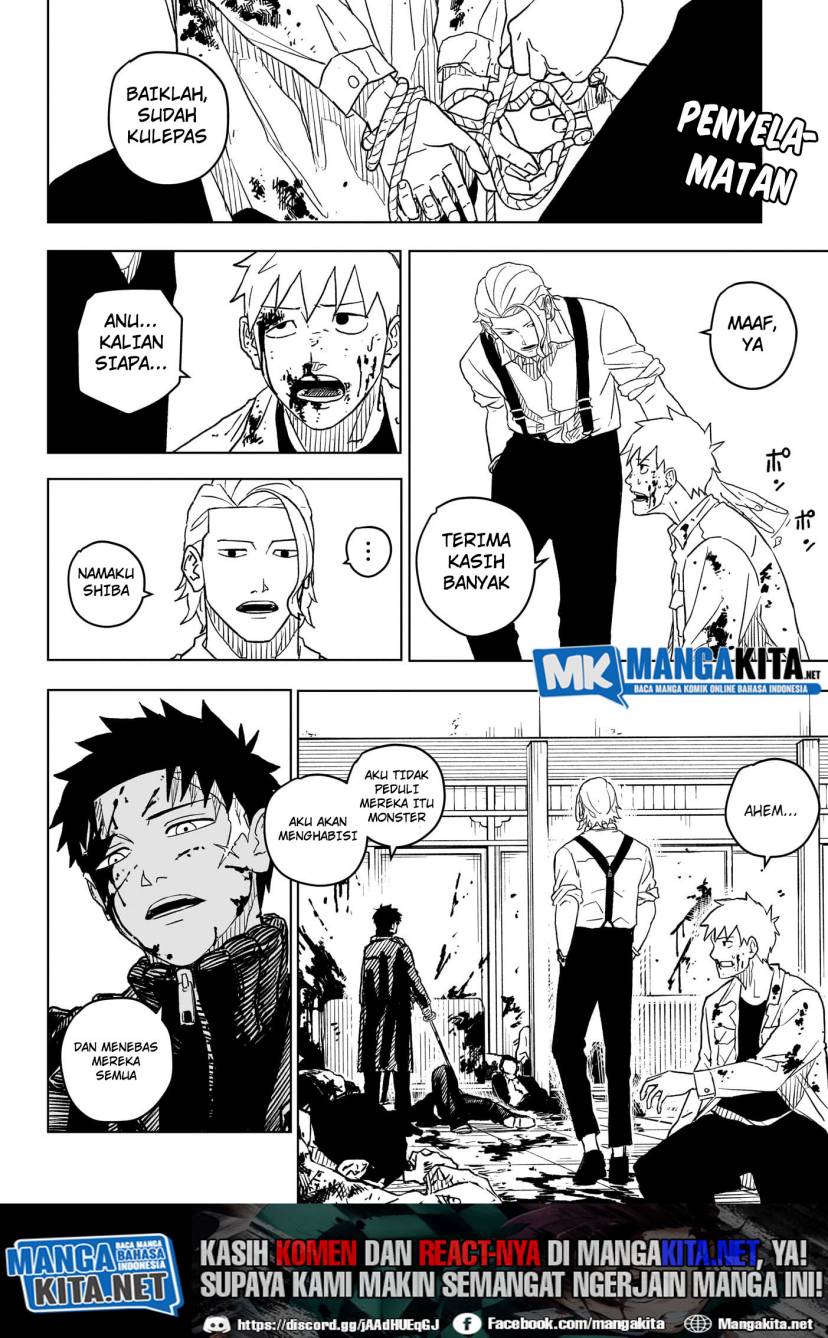 BAIKLAH,
SUDAH
KULEPAS
PENYELA-
MATAN
ANU...
KALIAN
SIAPA...
MAAF,
YA
ポンポン
TERIMA
KASIH
BANYAK
...
NAMAKU
SHIBA
MK MANGAKITA.NET
BACA MANGA KOMIK ONLINE BAHASA INDONESIA
AHEM...
AKU TIDAK
PEDULI
MEREKA ITU
MONSTER
AKU AKAN
MENGHABISI
DAN MENEBAS
MEREKA
SEMUA
MANGA
BACA MANGA
BAHASA
INDONESIA
KITA.NET
KASIH KOMEN DAN REACT-NYA DI MANGAKITA.NET, YA!
SUPAYA KAMI MAKIN SEMANGAT NGERJAIN MANGA INI!
https://discord.gg/jAAdHUEqGJ Facebook.com/mangakita Mangakita.net